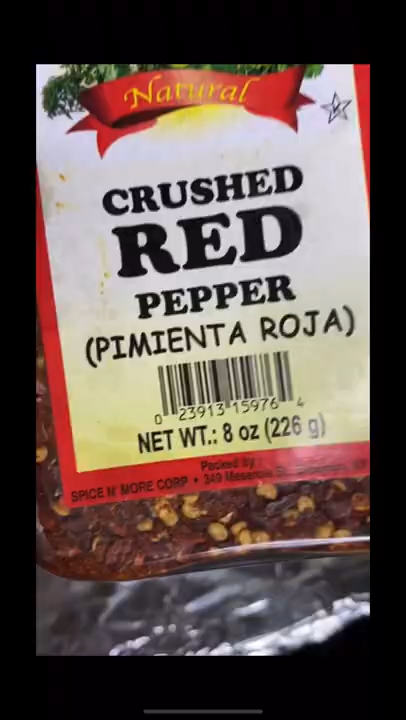 Natural
CRUSHED
RED
PEPPER
(PIMIENTA ROJA)
0 23913 15976 4
NET WT.: 8 oz (226 g)
Packed by:
SPICE N' MORE CORP • 349